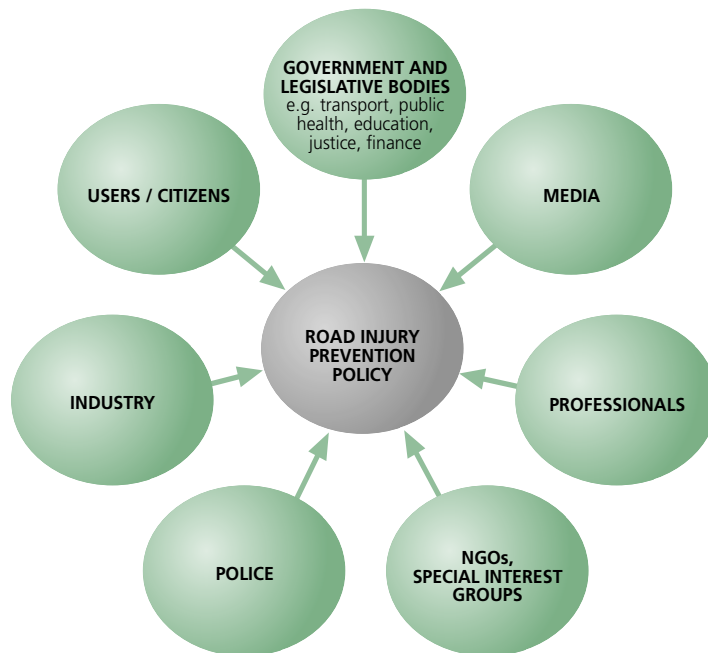 GOVERNMENT AND
LEGISLATIVE BODIES
e.g. transport, public
health, education,
justice, finance
USERS / CITIZENS
MEDIA
ROAD INJURY
PREVENTION
POLICY
INDUSTRY
PROFESSIONALS
POLICE
NGOs,
SPECIAL INTEREST
GROUPS